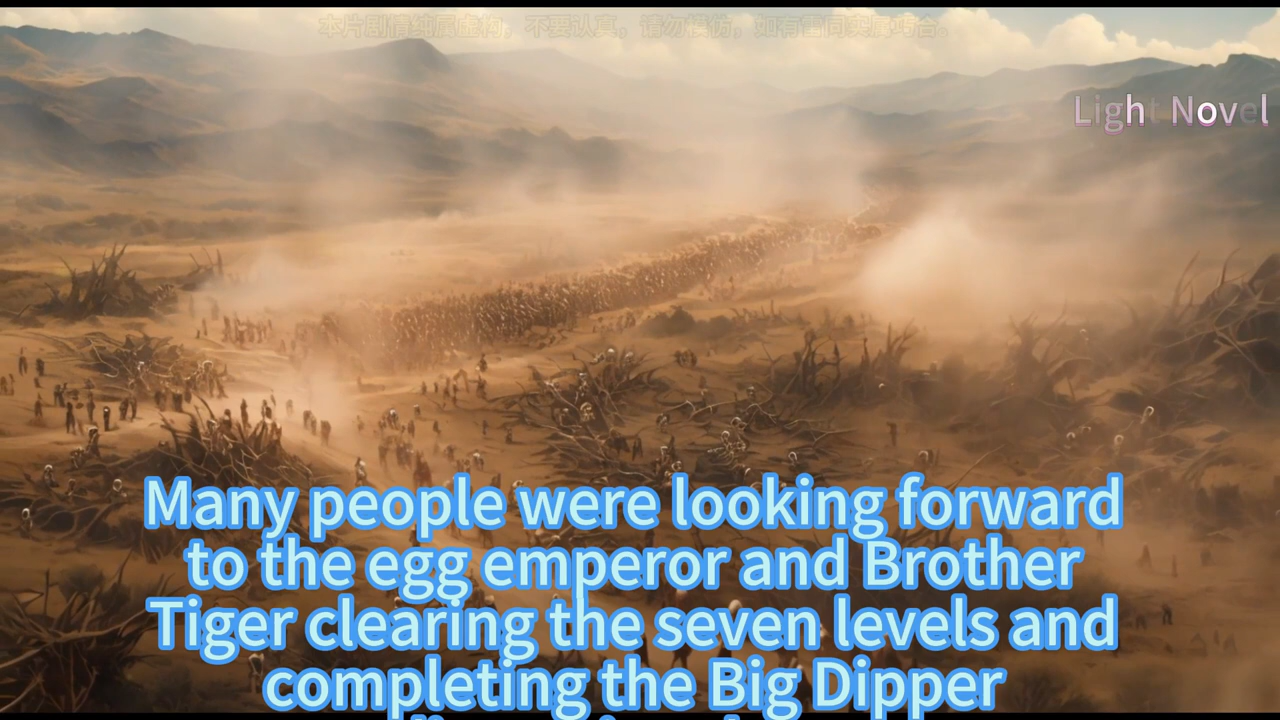 本片剧情纯属虚构，不要认真，请勿模仿，如有雷同实属巧合。
Light Novel
Many people were looking forward
to the egg emperor and Brother
Tiger clearing the seven levels and
completing the Big Dipper